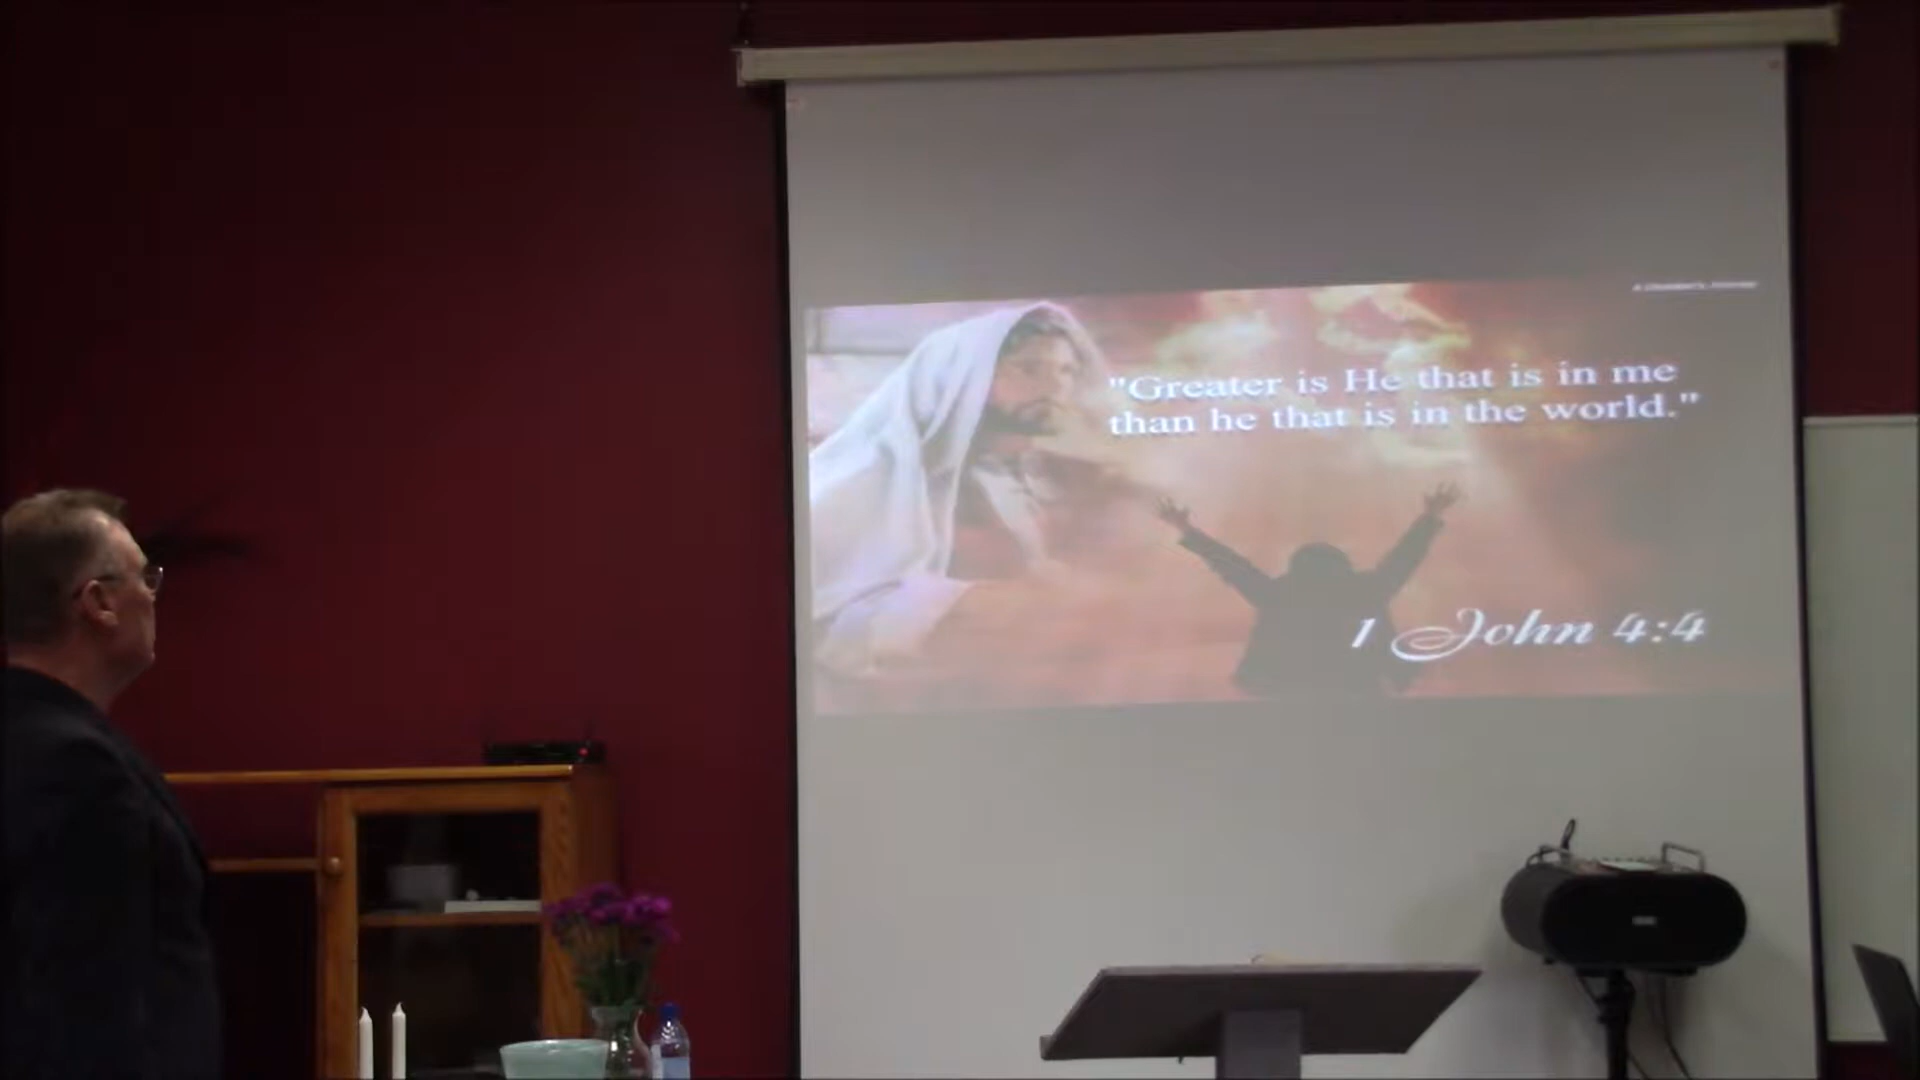 "Greater is He that is in me
than he that is in the world."
1 John 4:4